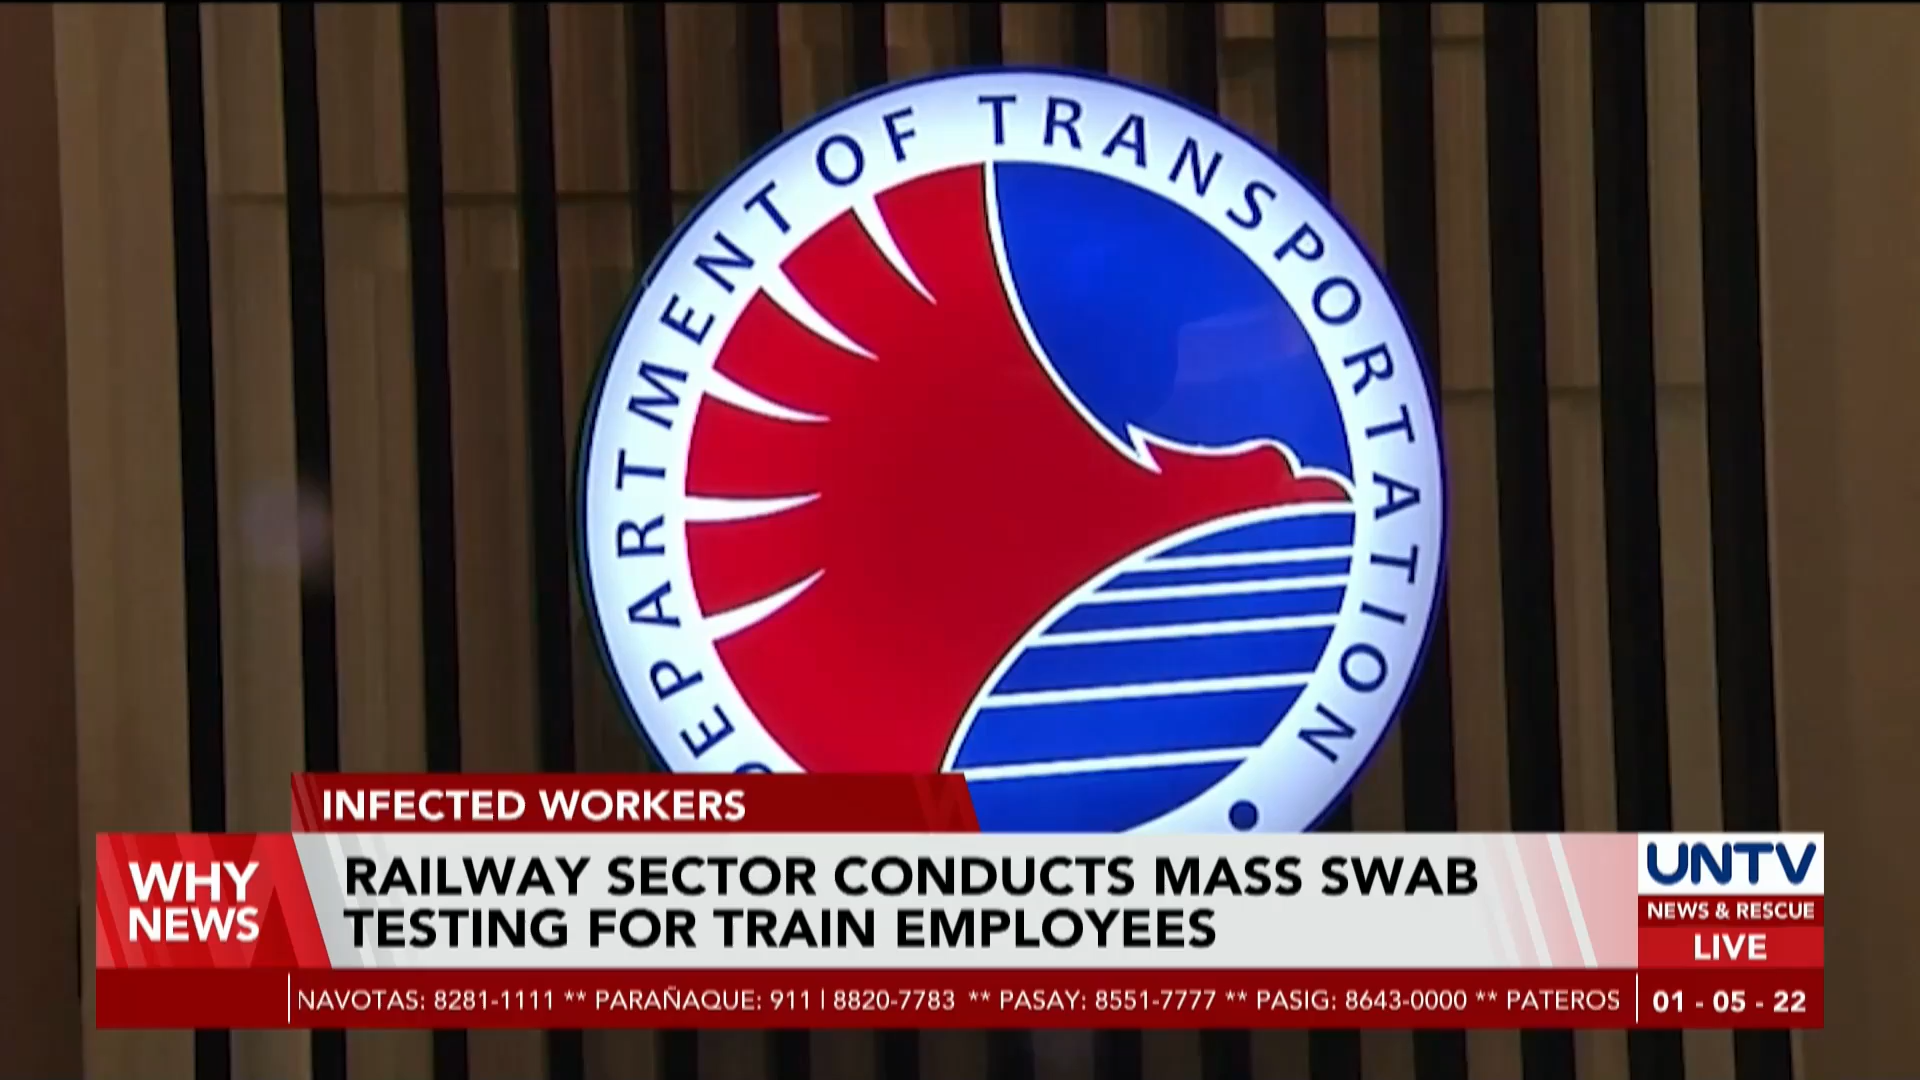 DEPARTMENT OF TRANSPORTATION
INFECTED WORKERS
WHY
NEWS
RAILWAY SECTOR CONDUCTS MASS SWAB
TESTING FOR TRAIN EMPLOYEES
UNTV
NEWS & RESCUE
LIVE
NAVOTAS: 8281-1111 ** PARAÑAQUE: 911 | 8820-7783 ** PASAY: 8551-7777 ** PASIG: 8643-0000 ** PATEROS
01 - 05 - 22